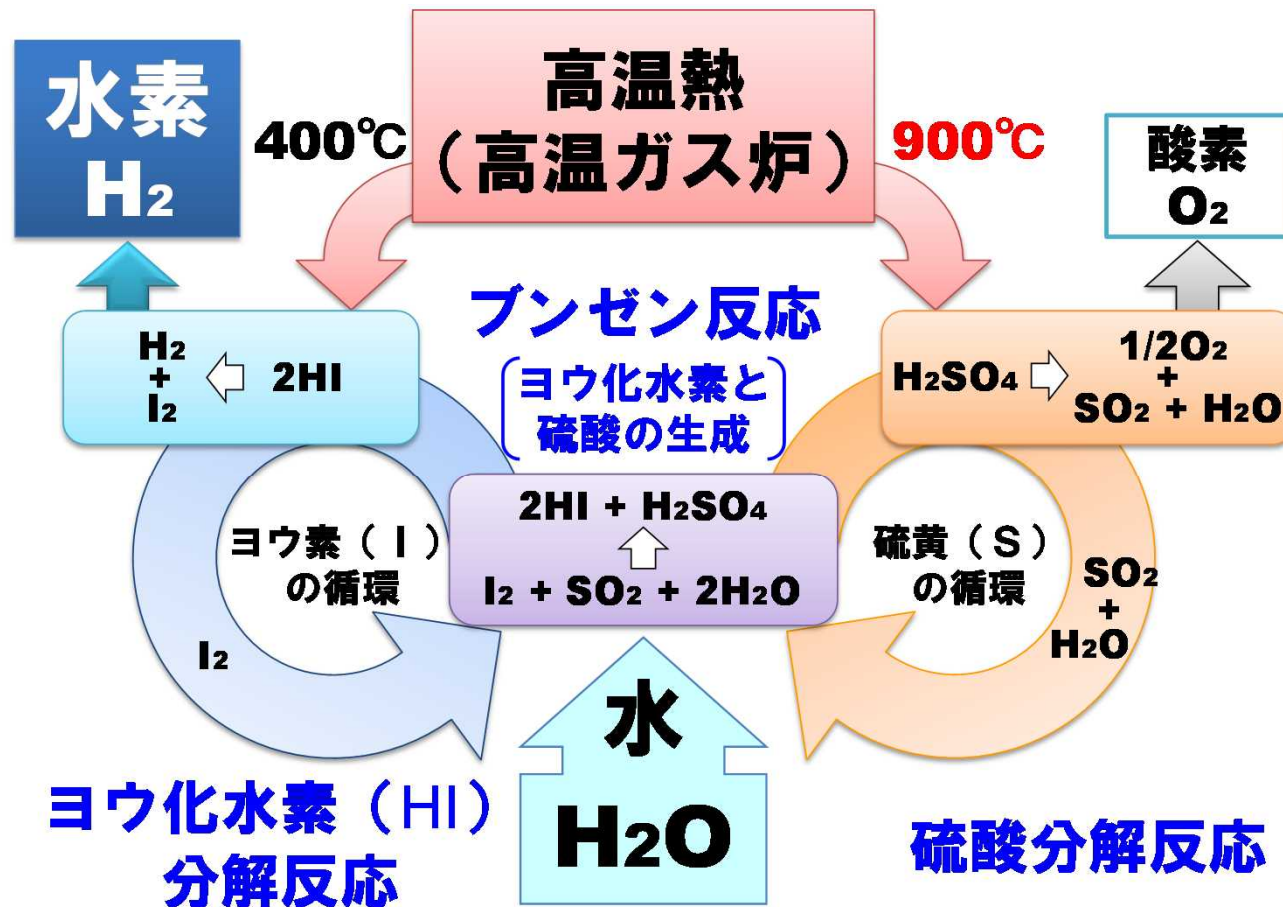 水素
H₂
400℃
高温熱
（高温ガス炉）
900℃
酸素
O₂
H₂
+
I₂
2HI
ブンゼン反応
［ヨウ化水素と
硫酸の生成］
H₂SO₄
1/2O₂
+
SO₂ + H₂O
2HI + H₂SO₄
I₂ + SO₂ + 2H₂O
ヨウ素（Ｉ）
の循環
I₂
硫黄（Ｓ）
の循環
SO₂
+
H₂O
水
H₂O
ヨウ化水素（HI）
分解反応
硫酸分解反応